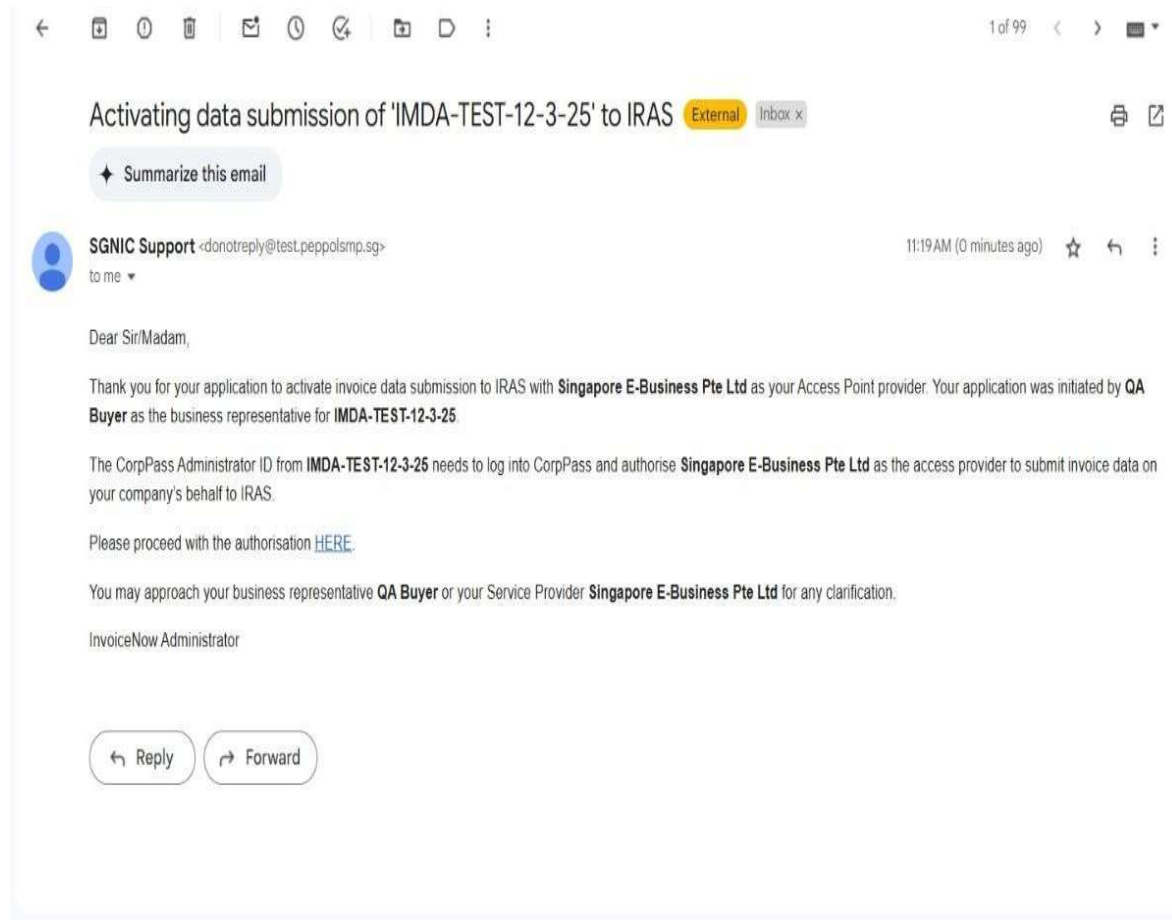 1 of 99
Activating data submission of 'IMDA-TEST-12-3-25' to IRAS External Inbox x
Summarize this email
SGNIC Support <donotreply@test.peppolsmp.sg> 11:19 AM (0 minutes ago)
to me
Dear Sir/Madam,
Thank you for your application to activate invoice data submission to IRAS with Singapore E-Business Pte Ltd as your Access Point provider. Your application was initiated by QA
Buyer as the business representative for IMDA-TEST-12-3-25.
The CorpPass Administrator ID from IMDA-TEST-12-3-25 needs to log into CorpPass and authorise Singapore E-Business Pte Ltd as the access provider to submit invoice data on
your company's behalf to IRAS.
Please proceed with the authorisation HERE.
You may approach your business representative QA Buyer or your Service Provider Singapore E-Business Pte Ltd for any clarification.
InvoiceNow Administrator
Reply Forward